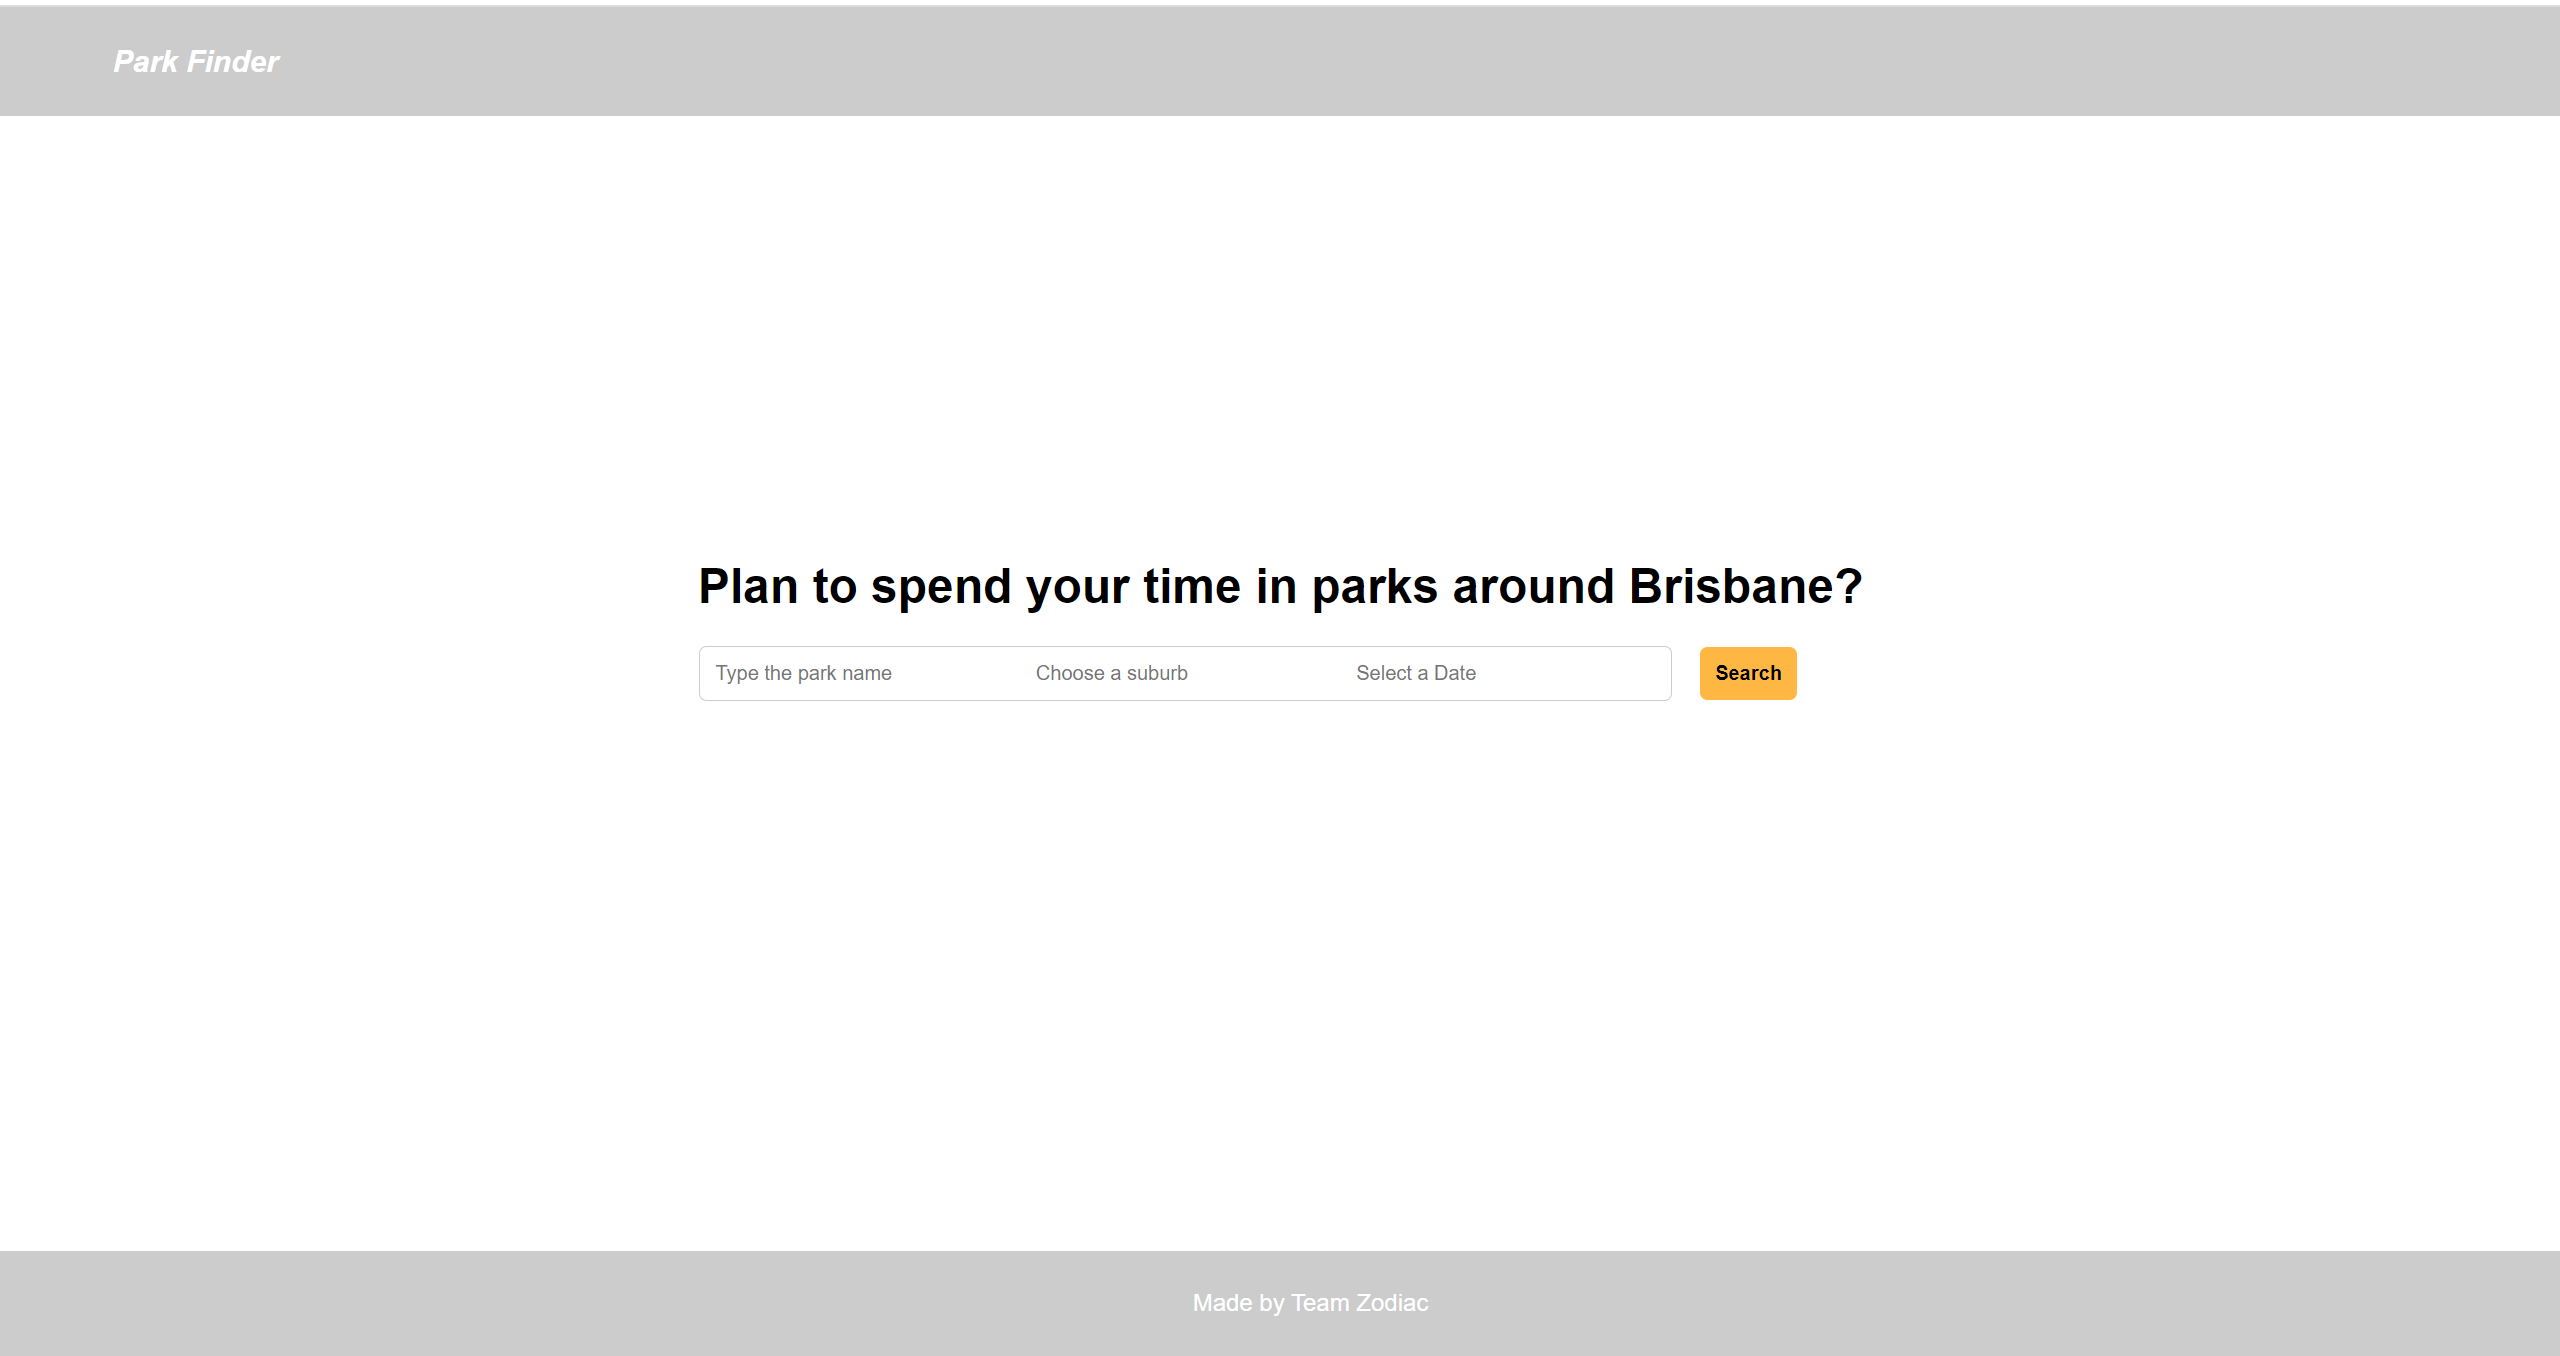 Park Finder
Plan to spend your time in parks around Brisbane?
Type the park name Choose a suburb Select a Date Search
Made by Team Zodiac